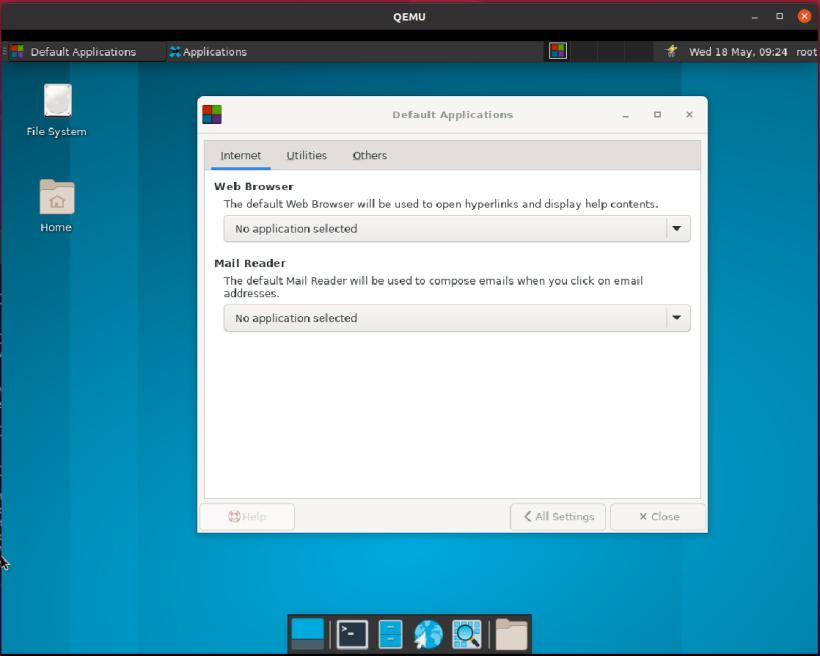 QEMU
Default Applications
Applications
Wed 18 May, 09:24 root
File System
Home
Default Applications
Internet Utilities Others
Web Browser
The default Web Browser will be used to open hyperlinks and display help contents.
No application selected
Mail Reader
The default Mail Reader will be used to compose emails when you click on email
addresses.
No application selected
Help All Settings Close